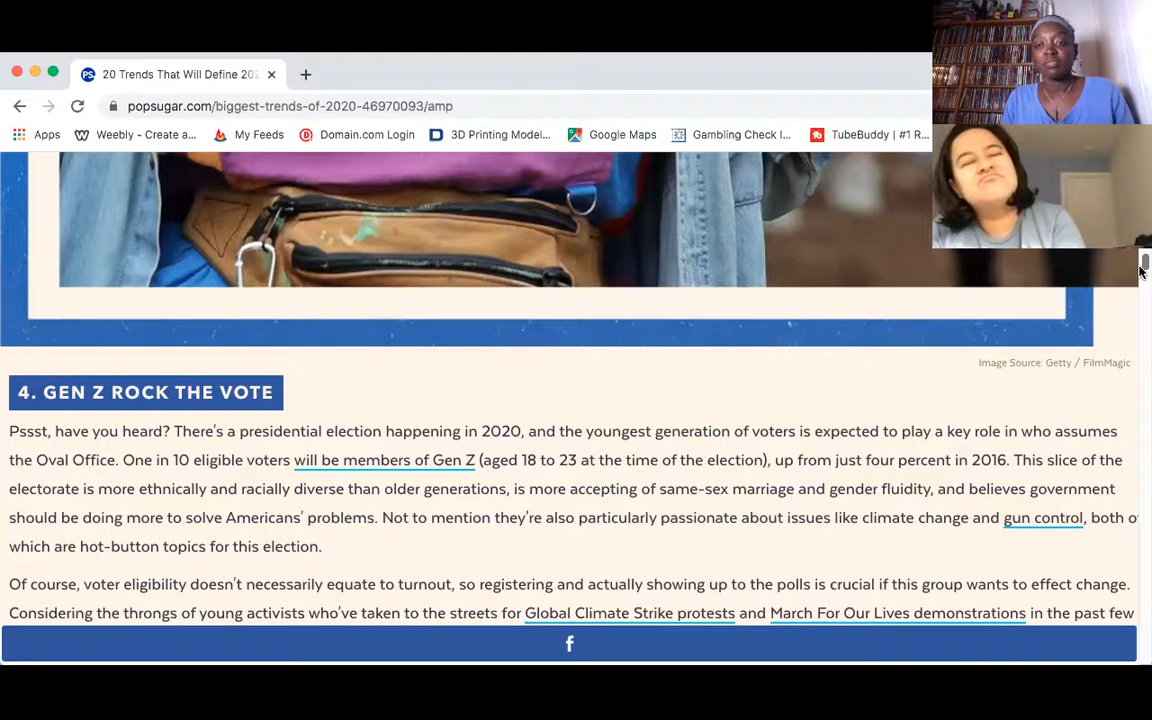 20 Trends That Will Define 202
popsugar.com/biggest-trends-of-2020-46970093/amp
Apps Weebly - Create a... My Feeds Domain.com Login 3D Printing Model... Google Maps Gambling Check I... TubeBuddy | #1 R...
Image Source: Getty / FilmMagic
4. GEN Z ROCK THE VOTE
Pssst, have you heard? There's a presidential election happening in 2020, and the youngest generation of voters is expected to play a key role in who assumes
the Oval Office. One in 10 eligible voters will be members of Gen Z (aged 18 to 23 at the time of the election), up from just four percent in 2016. This slice of the
electorate is more ethnically and racially diverse than older generations, is more accepting of same-sex marriage and gender fluidity, and believes government
should be doing more to solve Americans' problems. Not to mention they're also particularly passionate about issues like climate change and gun control, both of
which are hot-button topics for this election.
Of course, voter eligibility doesn't necessarily equate to turnout, so registering and actually showing up to the polls is crucial if this group wants to effect change.
Considering the throngs of young activists who've taken to the streets for Global Climate Strike protests and March For Our Lives demonstrations in the past few